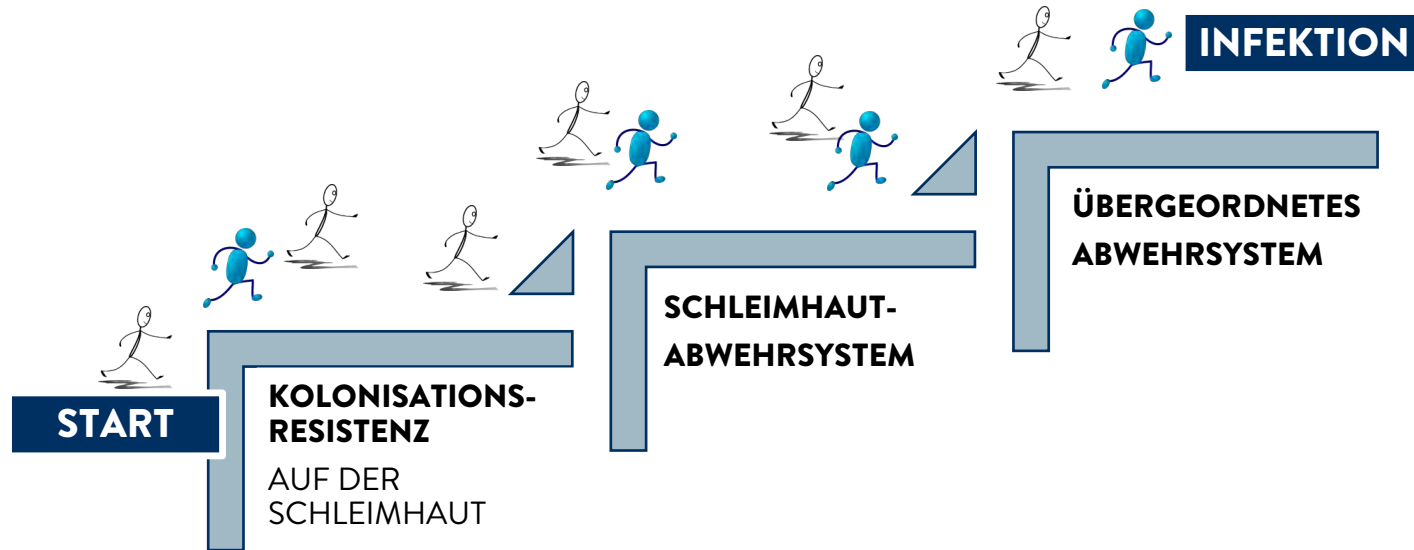 INFEKTION
ÜBERGEORDNETES
ABWEHRSYSTEM
SCHLEIMHAUT-
ABWEHRSYSTEM
START
KOLONISATIONS-
RESISTENZ
AUF DER
SCHLEIMHAUT